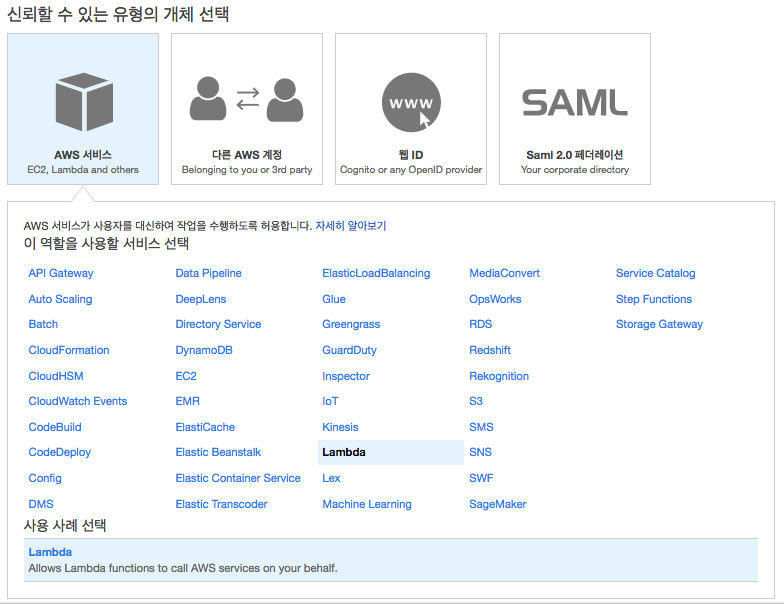 신뢰할 수 있는 유형의 개체 선택
www
SAML
AWS 서비스
EC2, Lambda and others
다른 AWS 계정
Belonging to you or 3rd party
웹 ID
Cognito or any OpenID provider
Saml 2.0 페더레이션
Your corporate directory
AWS 서비스가 사용자를 대신하여 작업을 수행하도록 허용합니다. 자세히 알아보기
이 역할을 사용할 서비스 선택
API Gateway
Auto Scaling
Batch
CloudFormation
CloudHSM
CloudWatch Events
CodeBuild
CodeDeploy
Config
DMS
Data Pipeline
DeepLens
Directory Service
DynamoDB
EC2
EMR
ElastiCache
Elastic Beanstalk
Elastic Container Service
Elastic Transcoder
ElasticLoadBalancing
Glue
Greengrass
GuardDuty
Inspector
IoT
Kinesis
Lambda
Lex
Machine Learning
MediaConvert
OpsWorks
RDS
Redshift
Rekognition
S3
SMS
SNS
SWF
SageMaker
Service Catalog
Step Functions
Storage Gateway
사용 사례 선택
Lambda
Allows Lambda functions to call AWS services on your behalf.